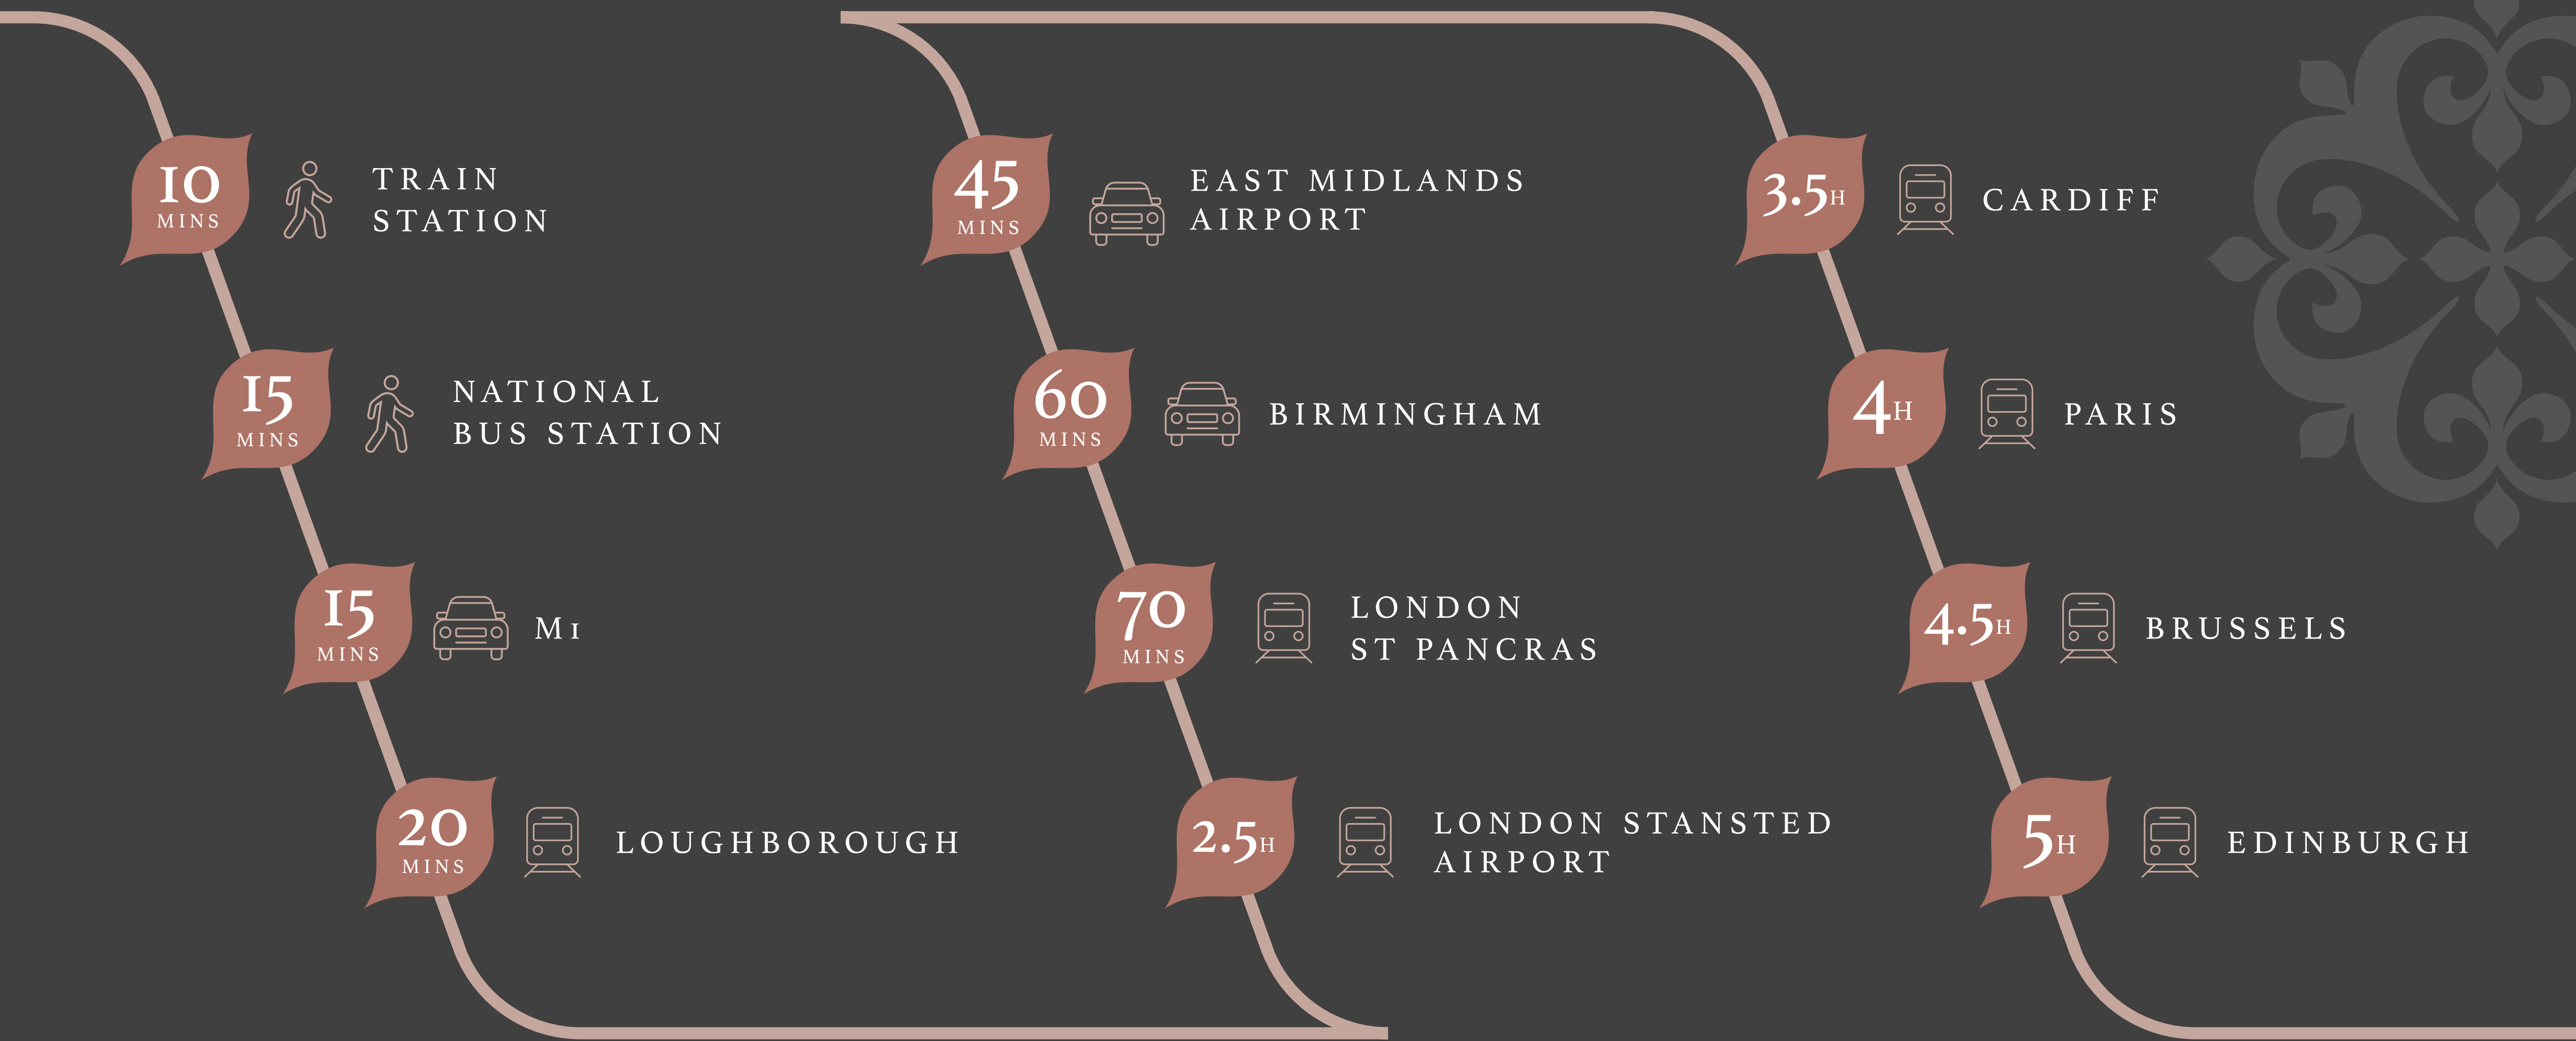 10
MINS
TRAIN
STATION
15
MINS
NATIONAL
BUS STATION
15
MINS
M1
20
MINS
LOUGHBOROUGH
45
MINS
EAST MIDLANDS
AIRPORT
60
MINS
BIRMINGHAM
70
MINS
LONDON
ST PANCRAS
2.5H
LONDON STANSTED
AIRPORT
3.5H
CARDIFF
4H
PARIS
4.5H
BRUSSELS
5H
EDINBURGH